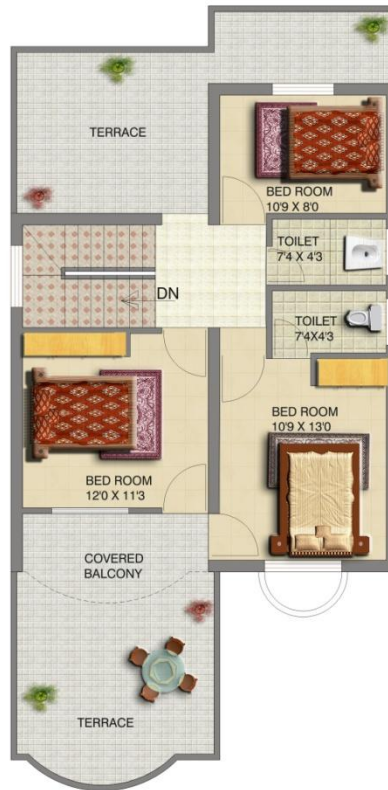 TERRACE
BED ROOM
10'9 X 8'0
TOILET
7'4 X 4'3
DN
TOILET
7'4X4'3
BED ROOM
10'9 X 13'0
BED ROOM
12'0 X 11'3
COVERED
BALCONY
TERRACE